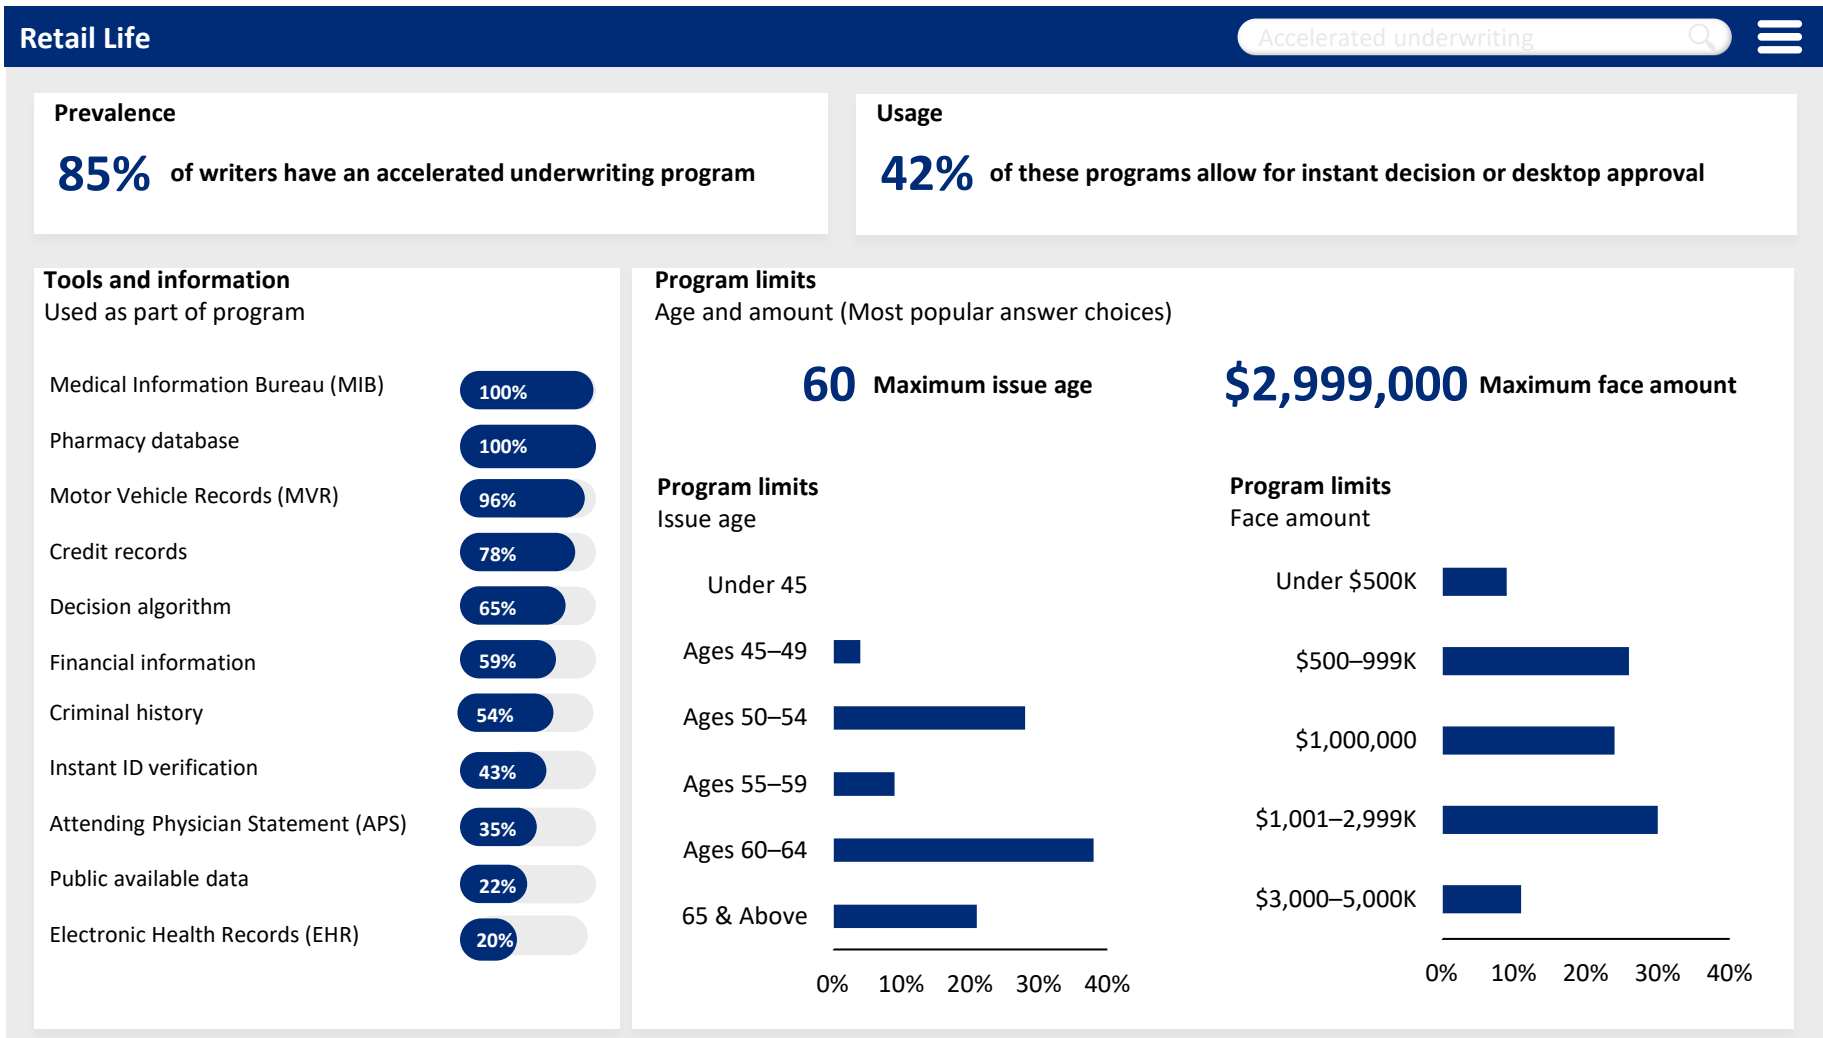 Retail Life
Accelerated underwriting
Prevalence
85% of writers have an accelerated underwriting program
Usage
42% of these programs allow for instant decision or desktop approval
Tools and information
Used as part of program
Medical Information Bureau (MIB) 100%
Pharmacy database 100%
Motor Vehicle Records (MVR) 96%
Credit records 78%
Decision algorithm 65%
Financial information 59%
Criminal history 54%
Instant ID verification 43%
Attending Physician Statement (APS) 35%
Public available data 22%
Electronic Health Records (EHR) 20%
Program limits
Age and amount (Most popular answer choices)
60 Maximum issue age
$2,999,000 Maximum face amount
Program limits
Issue age
Under 45
Ages 45–49
Ages 50–54
Ages 55–59
Ages 60–64
65 & Above
0% 10% 20% 30% 40%
Program limits
Face amount
Under $500K
$500–999K
$1,000,000
$1,001–2,999K
$3,000–5,000K
0% 10% 20% 30% 40%